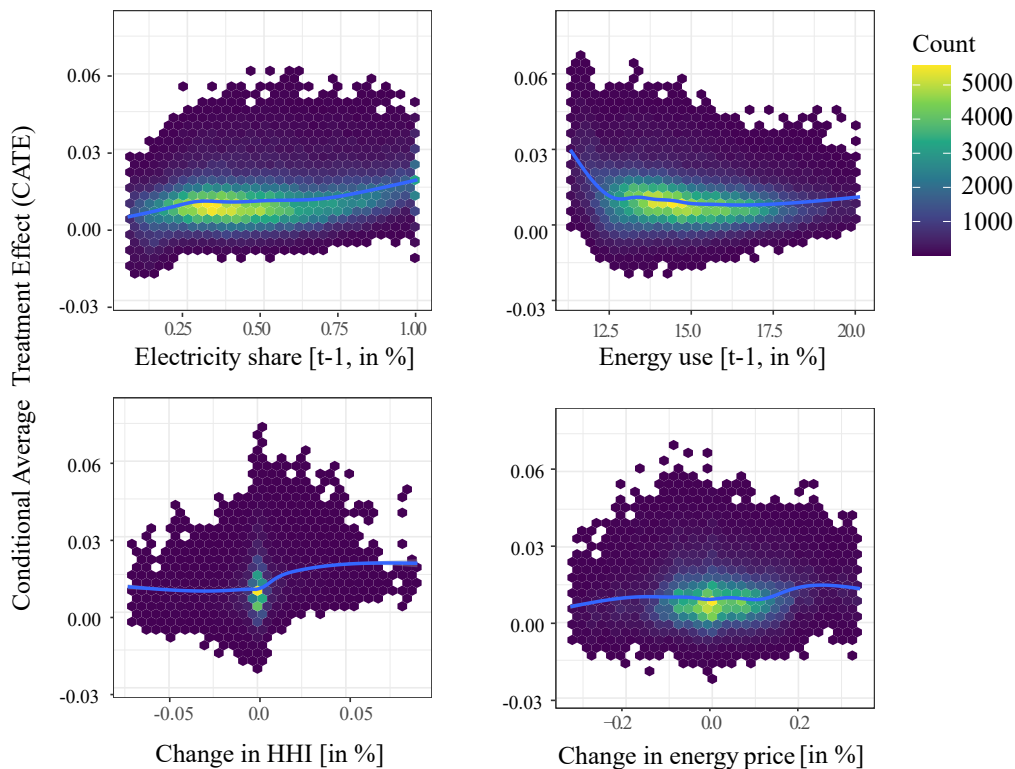 Conditional Average Treatment Effect (CATE)
0.06
0.03
0.00
-0.03
0.25 0.50 0.75 1.00
Electricity share [t-1, in %]
0.06
0.03
0.00
-0.03
12.5 15.0 17.5 20.0
Energy use [t-1, in %]
Count
5000
4000
3000
2000
1000
0.06
0.03
0.00
-0.03
-0.05 0.0 0.05
Change in HHI [in %]
0.06
0.03
0.00
-0.03
−0.2 0.0 0.2
Change in energy price [in %]